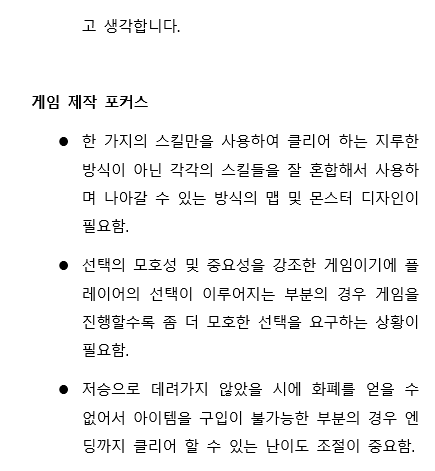 고 생각합니다.
게임 제작 포커스
● 한 가지의 스킬만을 사용하여 클리어 하는 지루한
방식이 아닌 각각의 스킬들을 잘 혼합해서 사용하
며 나아갈 수 있는 방식의 맵 및 몬스터 디자인이
필요함.
● 선택의 모호성 및 중요성을 강조한 게임이기에 플
레이어의 선택이 이루어지는 부분의 경우 게임을
진행할수록 좀 더 모호한 선택을 요구하는 상황이
필요함.
● 저승으로 데려가지 않았을 시에 화폐를 얻을 수
없어서 아이템을 구입이 불가능한 부분의 경우 엔
딩까지 클리어 할 수 있는 난이도 조절이 중요함.